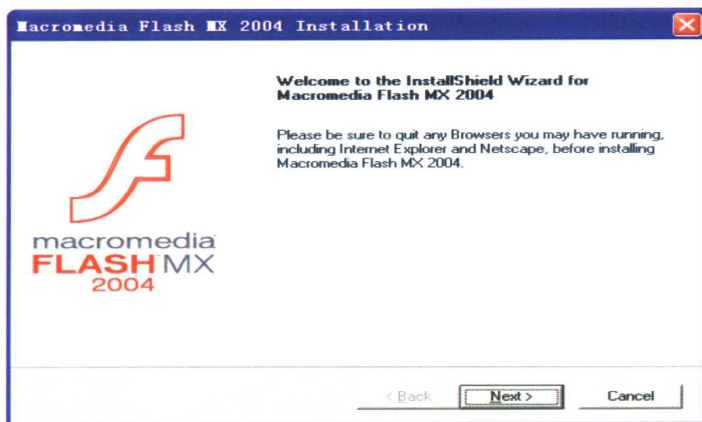 Macromedia Flash MX 2004 Installation
Welcome to the InstallShield Wizard for
Macromedia Flash MX 2004
Please be sure to quit any Browsers you may have running,
including Internet Explorer and Netscape, before installing
Macromedia Flash MX 2004.
macromedia
FLASH MX
2004
< Back
Next >
Cancel